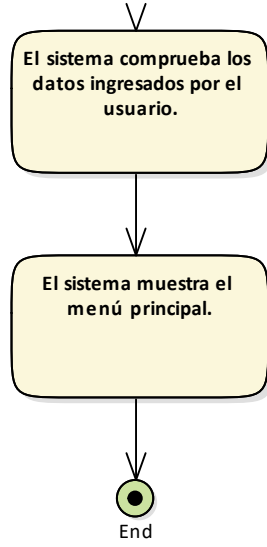 El sistema comprueba los
datos ingresados por el
usuario.
El sistema muestra el
menú principal.
End